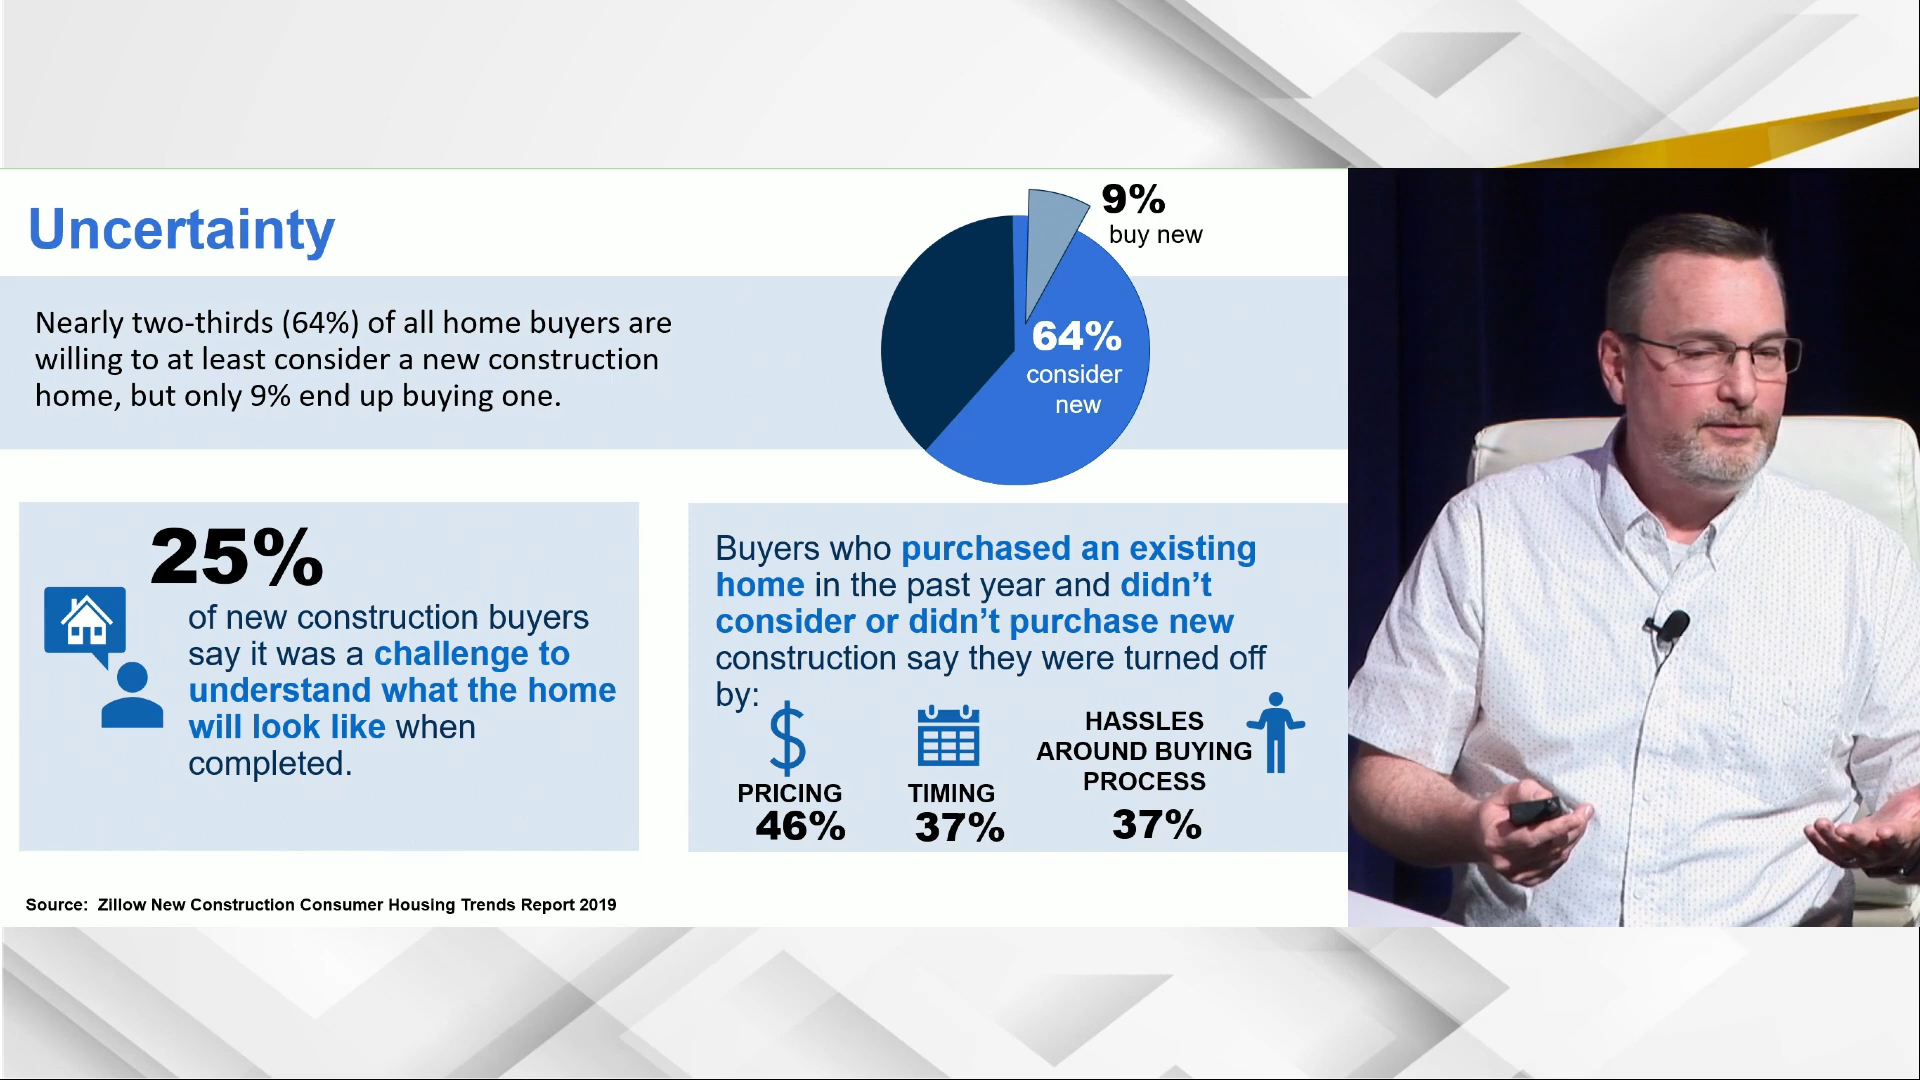 Uncertainty
9%
buy new
Nearly two-thirds (64%) of all home buyers are
willing to at least consider a new construction
home, but only 9% end up buying one.
64%
consider
new
25%
of new construction buyers
say it was a challenge to
understand what the home
will look like when
completed.
Buyers who purchased an existing
home in the past year and didn’t
consider or didn’t purchase new
construction say they were turned off
by:
PRICING
46%
TIMING
37%
HASSLES
AROUND BUYING
PROCESS
37%
Source: Zillow New Construction Consumer Housing Trends Report 2019